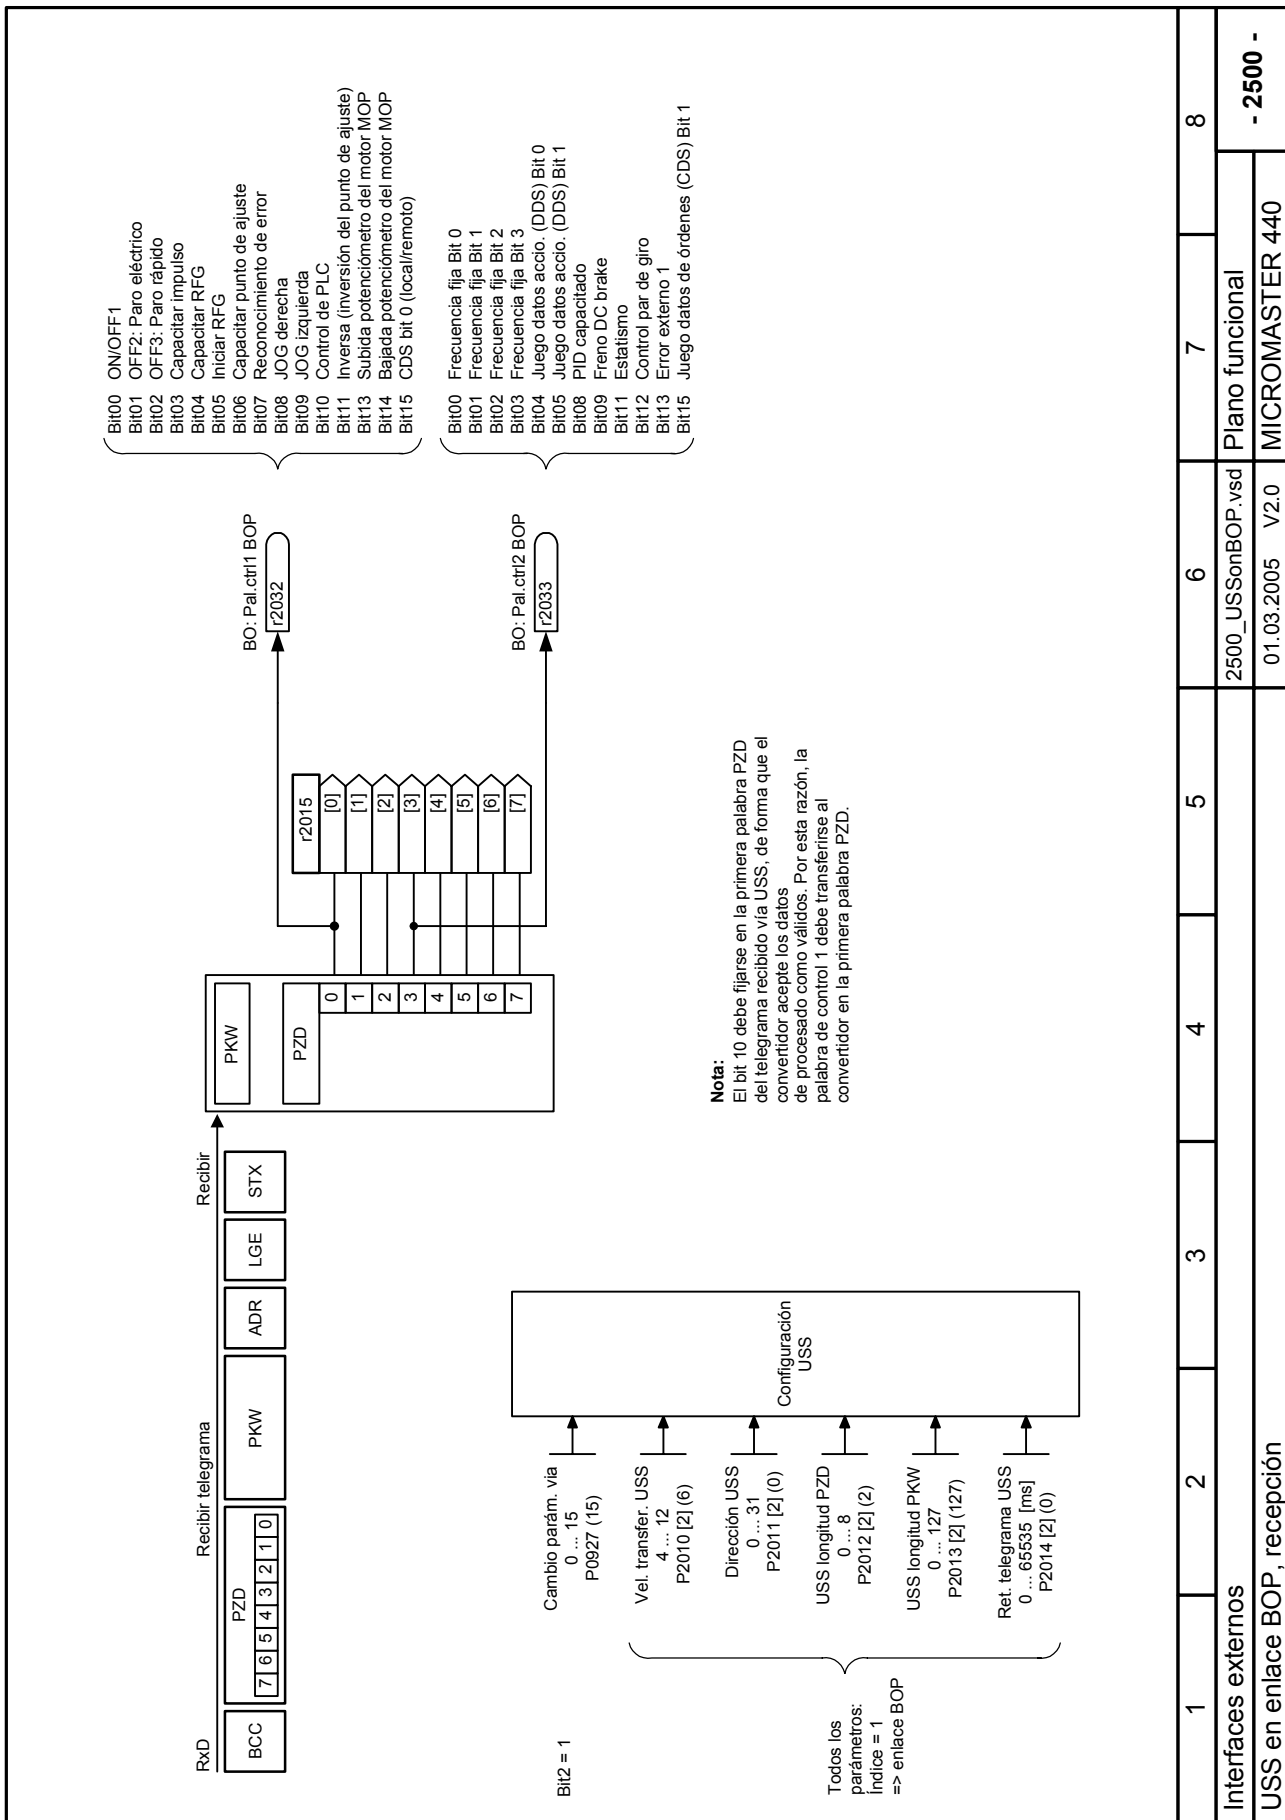 RxD
Recibir telegrama
Recibir
BCC
PZD
7 6 5 4 3 2 1 0
PKW
ADR
LGE
STX
PKW
PZD
0
1
2
3
4
5
6
7
r2015
[0]
[1]
[2]
[3]
[4]
[5]
[6]
[7]
BO: Pal.ctrl1 BOP
r2032
BO: Pal.ctrl2 BOP
r2033
Bit00 ON/OFF1
Bit01 OFF2: Paro eléctrico
Bit02 OFF3: Paro rápido
Bit03 Capacitar impulso
Bit04 Capacitar RFG
Bit05 Iniciar RFG
Bit06 Capacitar punto de ajuste
Bit07 Reconocimiento de error
Bit08 JOG derecha
Bit09 JOG izquierda
Bit10 Control de PLC
Bit11 Inversa (inversión del punto de ajuste)
Bit13 Subida potenciómetro del motor MOP
Bit14 Bajada potenciómetro del motor MOP
Bit15 CDS bit 0 (local/remoto)
Bit00 Frecuencia fija Bit 0
Bit01 Frecuencia fija Bit 1
Bit02 Frecuencia fija Bit 2
Bit03 Frecuencia fija Bit 3
Bit04 Juego datos accio. (DDS) Bit 0
Bit05 Juego datos accio. (DDS) Bit 1
Bit08 PID capacitado
Bit09 Freno DC brake
Bit11 Estatismo
Bit12 Control par de giro
Bit13 Error externo 1
Bit15 Juego datos de órdenes (CDS) Bit 1
Bit2 = 1
Cambio parám. via
0 ... 15
P0927 (15)
Vel. transfer. USS
4 ... 12
P2010 [2] (6)
Dirección USS
0 ... 31
P2011 [2] (0)
USS longitud PZD
0 ... 8
P2012 [2] (2)
USS longitud PKW
0 ... 127
P2013 [2] (127)
Ret. telegrama USS
0 ... 65535 [ms]
P2014 [2] (0)
Todos los
parámetros:
Índice = 1
=> enlace BOP
Configuración
USS
Nota:
El bit 10 debe fijarse en la primera palabra PZD
del telegrama recibido vía USS, de forma que el
convertidor acepte los datos
de procesado como válidos. Por esta razón, la
palabra de control 1 debe transferirse al
convertidor en la primera palabra PZD.
1 2 3 4 5 6 7 8
Interfaces externos
2500_USSonBOP.vsd
Plano funcional
- 2500 -
USS en enlace BOP, recepción
01.03.2005 V2.0
MICROMASTER 440